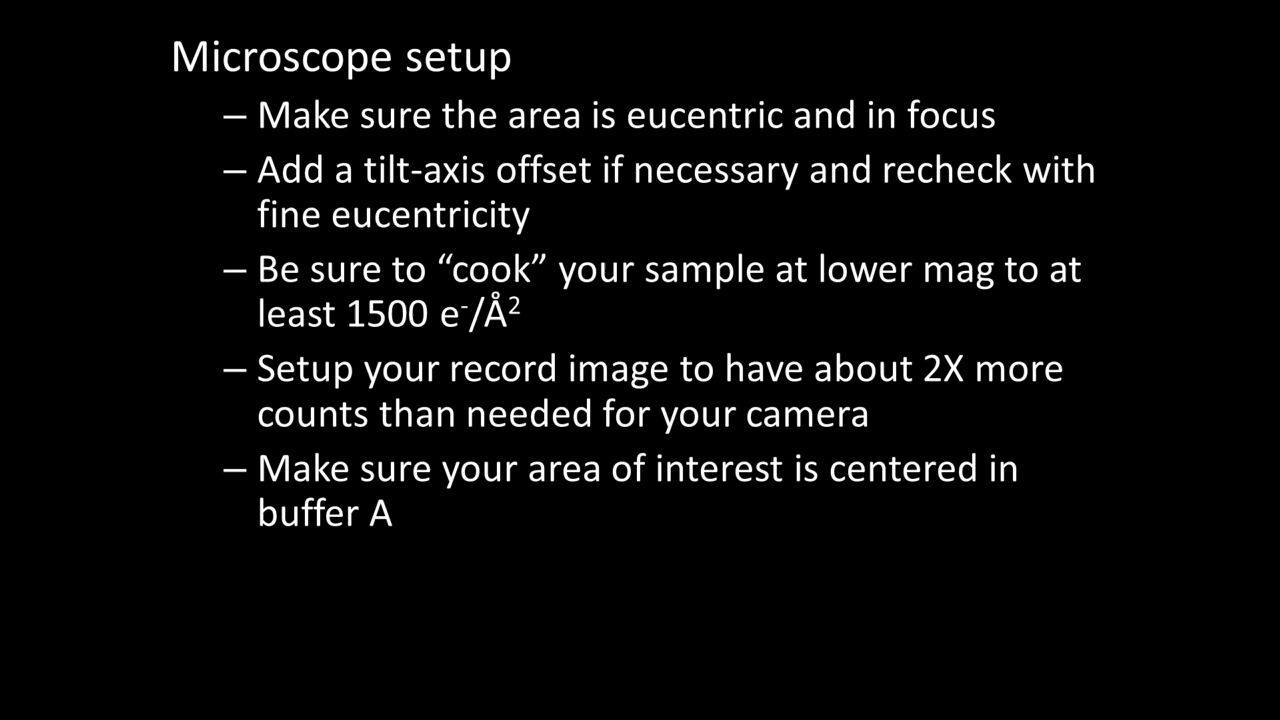 Microscope setup
– Make sure the area is eucentric and in focus
– Add a tilt-axis offset if necessary and recheck with
fine eucentricity
– Be sure to “cook” your sample at lower mag to at
least 1500 e⁻/Å²
– Setup your record image to have about 2X more
counts than needed for your camera
– Make sure your area of interest is centered in
buffer A